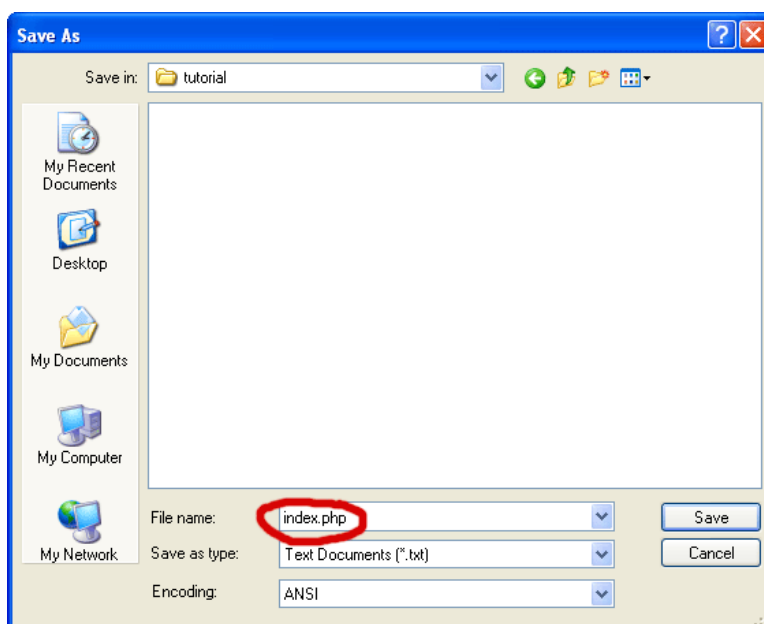 Save As
Save in:
tutorial
My Recent
Documents
Desktop
My Documents
My Computer
My Network
File name:
index.php
Save
Save as type:
Text Documents (*.txt)
Cancel
Encoding:
ANSI